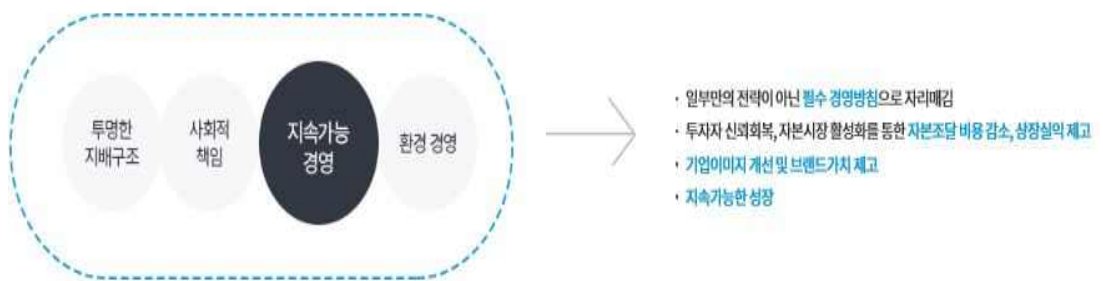 투명한
지배구조
사회적
책임
지속가능
경영
환경 경영
· 일부만의 전략이 아닌 필수 경영방침으로 자리매김
· 투자자 신뢰회복, 자본시장 활성화를 통한 자본조달 비용 감소, 상장실익 제고
· 기업이미지 개선 및 브랜드가치 제고
· 지속가능한 성장